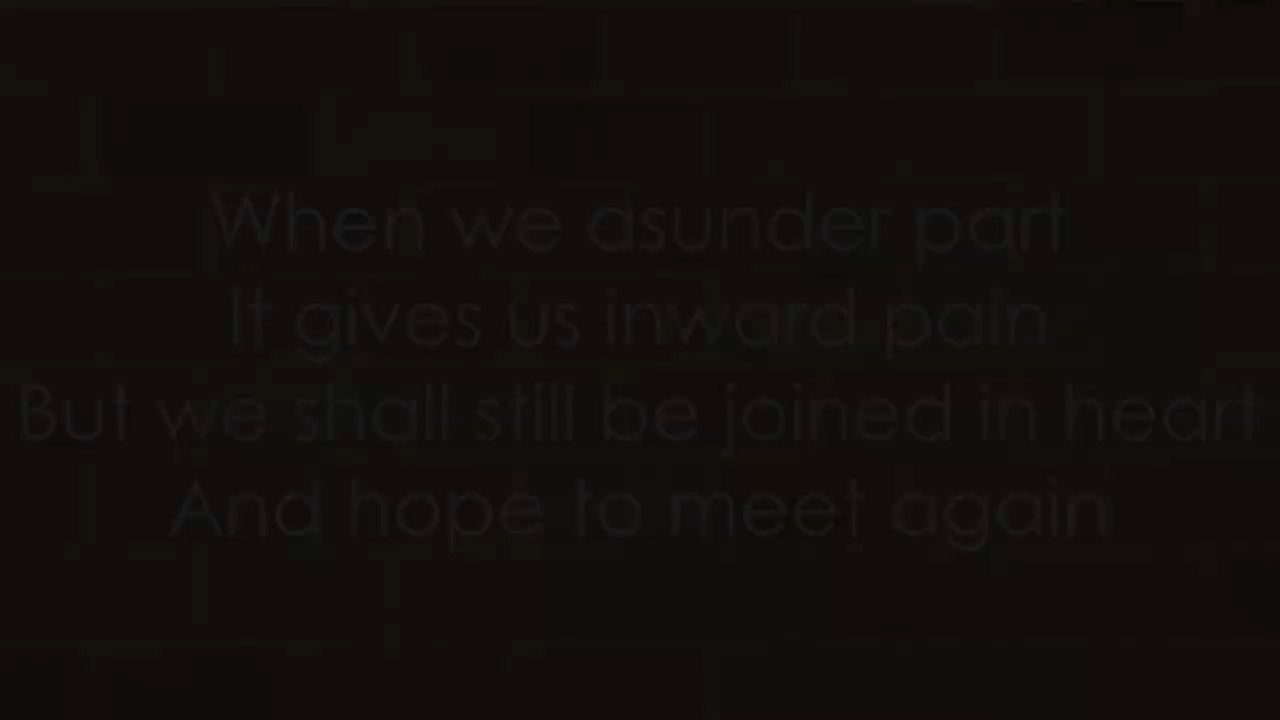 When we asunder part
It gives us inward pain
But we shall still be joined in heart
And hope to meet again